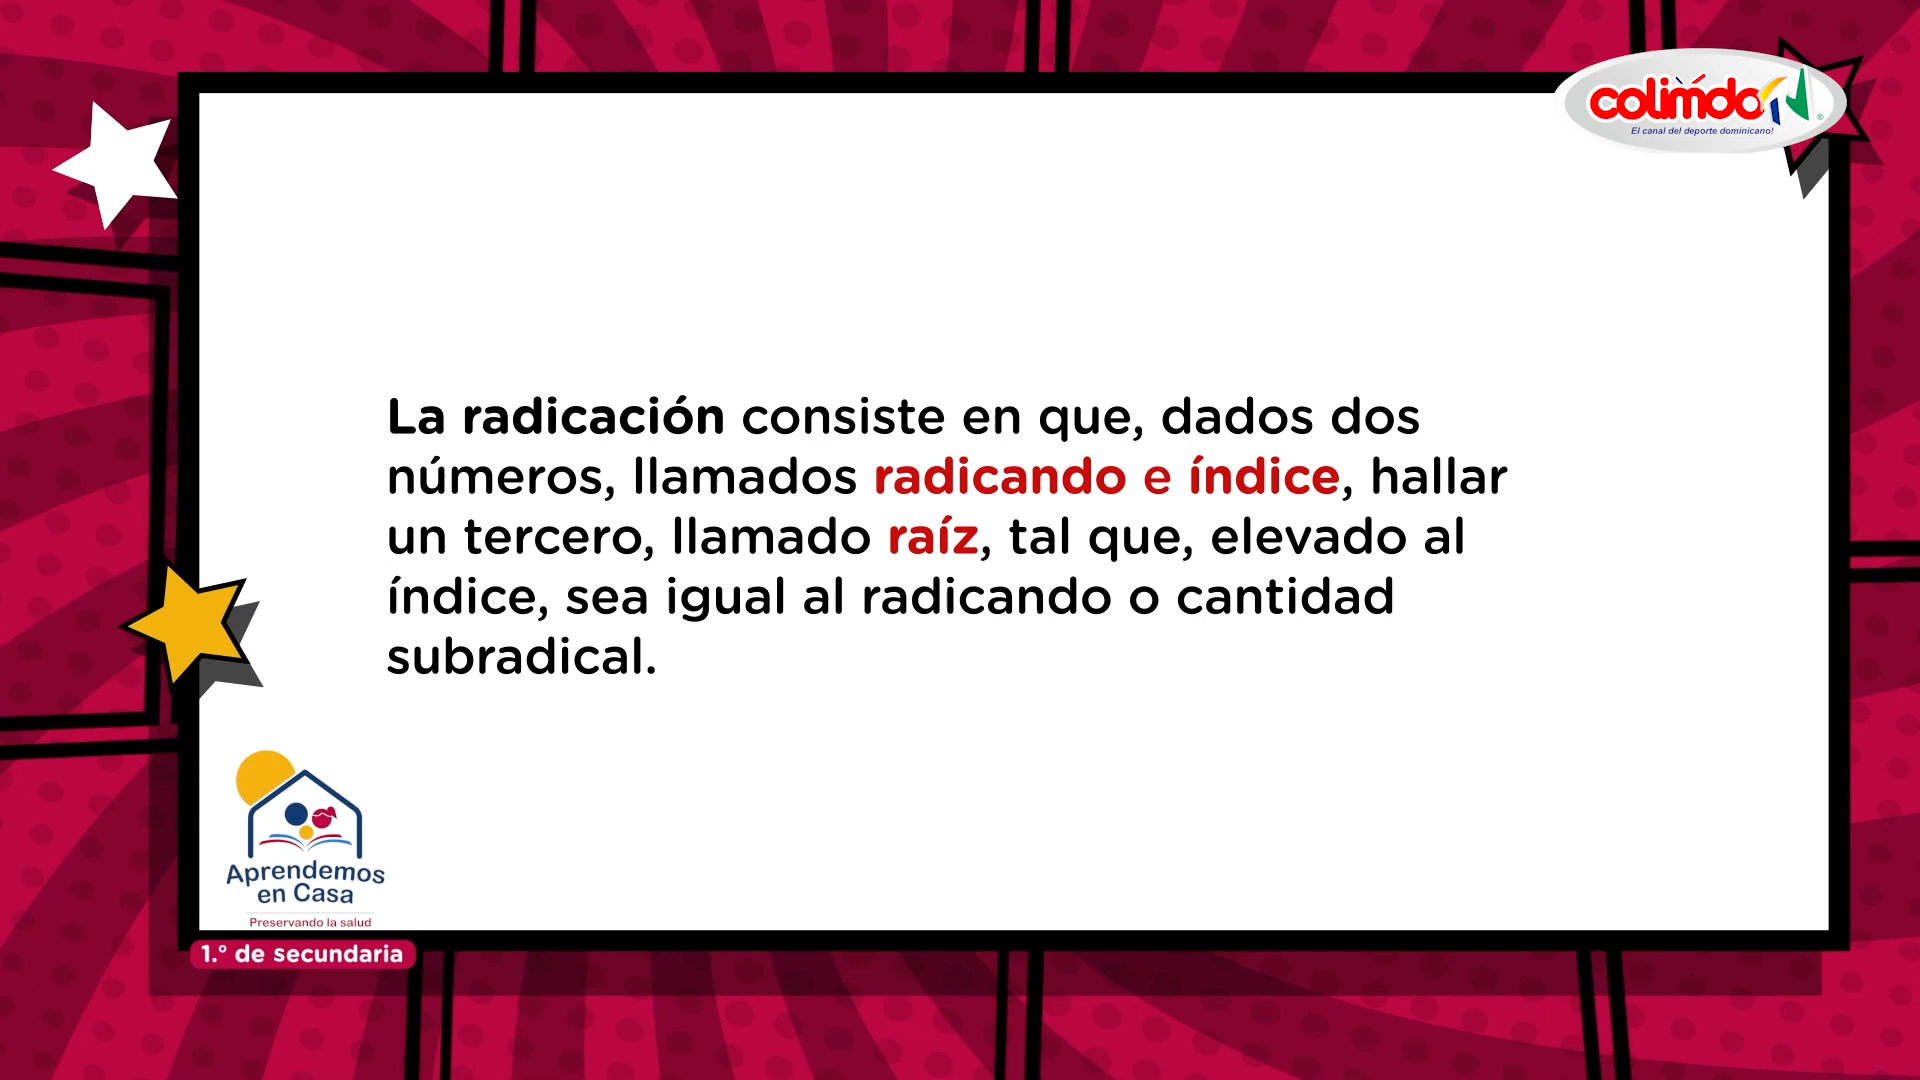 colimdo
El canal del deporte dominicano!
La radicación consiste en que, dados dos
números, llamados radicando e índice, hallar
un tercero, llamado raíz, tal que, elevado al
índice, sea igual al radicando o cantidad
subradical.
Aprendemos
en Casa
Preservando la salud
1.° de secundaria